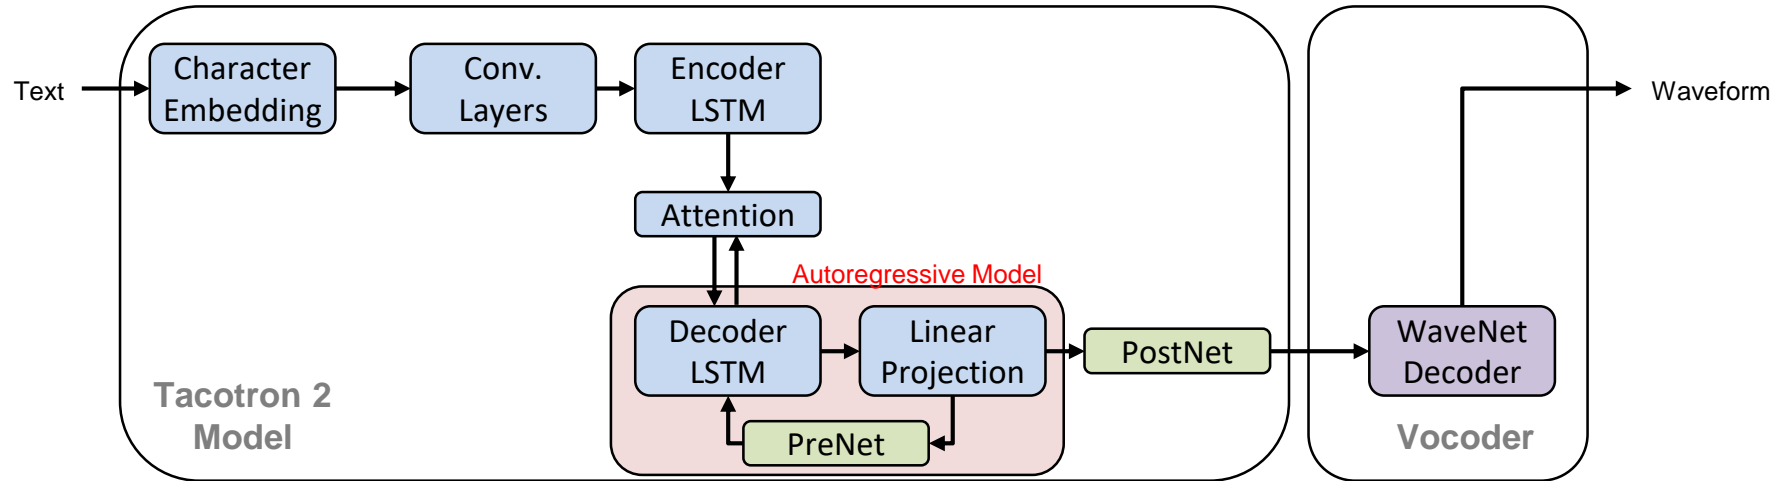 Text
Character
Embedding
Conv.
Layers
Encoder
LSTM
Waveform
Attention
Autoregressive Model
Decoder
LSTM
Linear
Projection
PostNet
WaveNet
Decoder
PreNet
Tacotron 2
Model
Vocoder